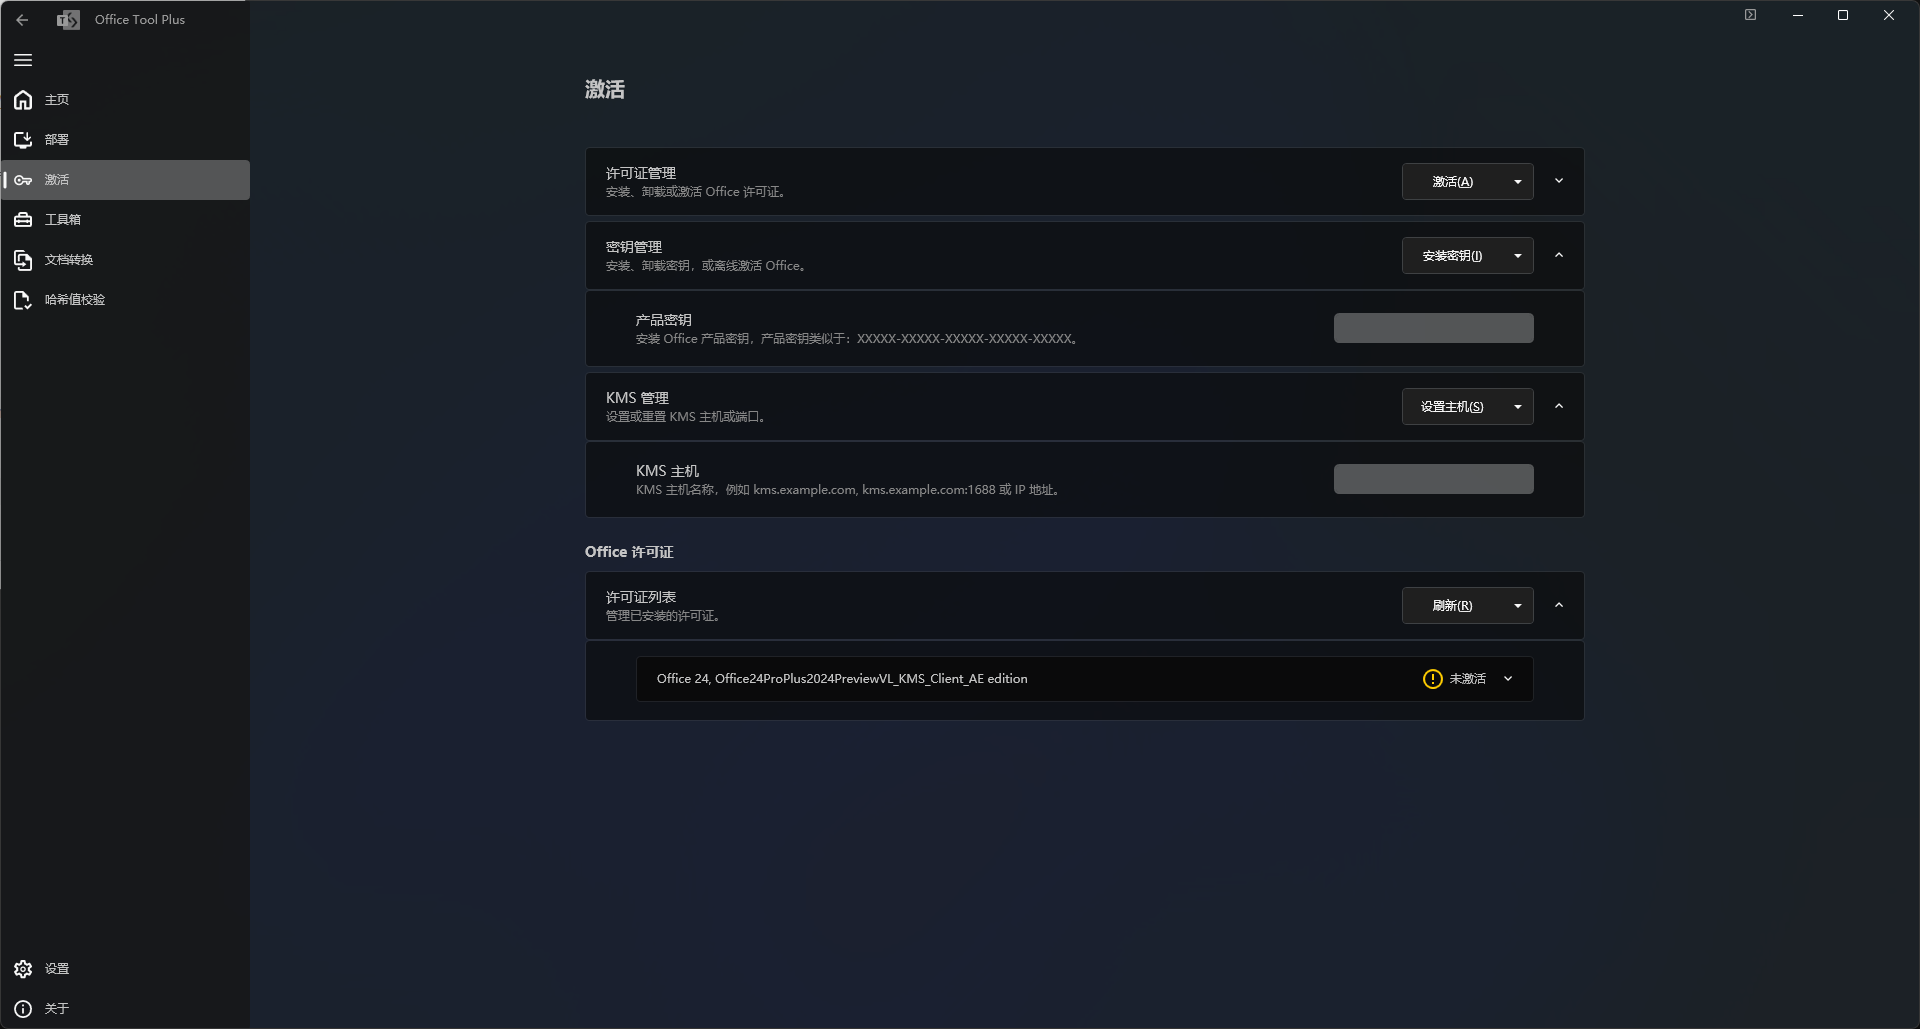 Office Tool Plus
主页
部署
激活
工具箱
文档转换
哈希值校验
设置
关于
激活
许可证管理
安装、卸载或激活 Office 许可证。
激活(A)
密钥管理
安装、卸载密钥，或离线激活 Office。
安装密钥(I)
产品密钥
安装 Office 产品密钥，产品密钥类似于：XXXXX-XXXXX-XXXXX-XXXXX-XXXXX。
KMS 管理
设置或重置 KMS 主机或端口。
设置主机(S)
KMS 主机
KMS 主机名称，例如 kms.example.com, kms.example.com:1688 或 IP 地址。
Office 许可证
许可证列表
管理已安装的许可证。
刷新(R)
Office 24, Office24ProPlus2024PreviewVL_KMS_Client_AE edition
未激活